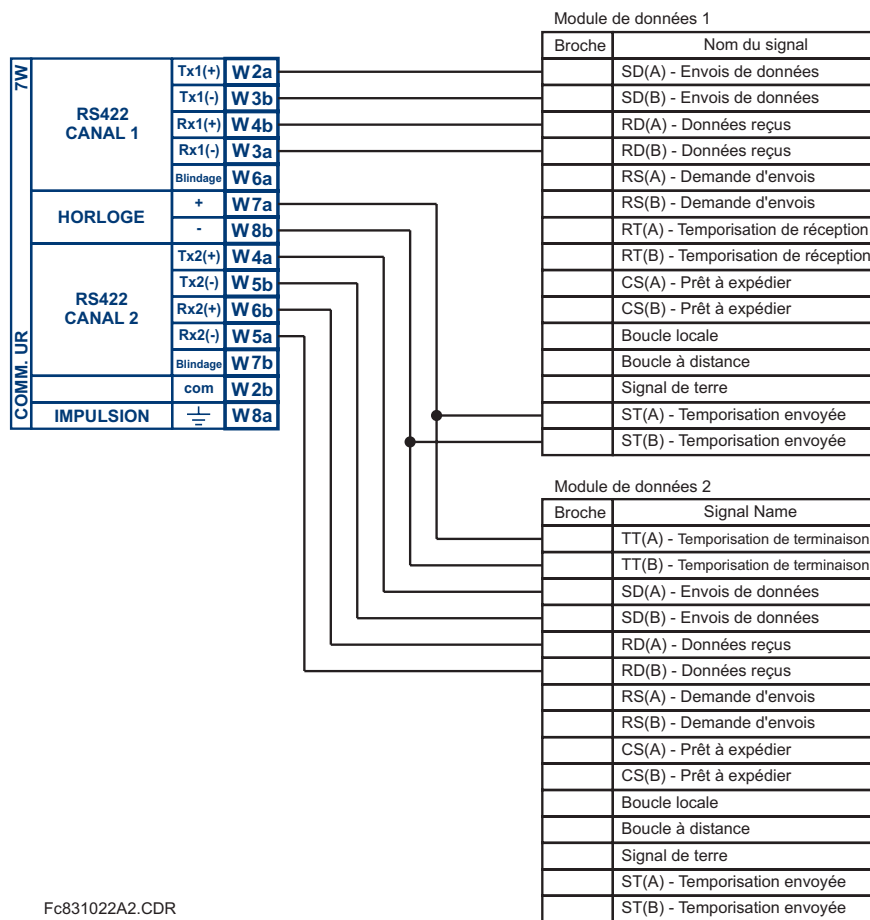 Module de données 1
Broche Nom du signal
SD(A) - Envois de données
SD(B) - Envois de données
RD(A) - Données reçus
RD(B) - Données reçus
RS(A) - Demande d'envois
RS(B) - Demande d'envois
RT(A) - Temporisation de réception
RT(B) - Temporisation de réception
CS(A) - Prêt à expédier
CS(B) - Prêt à expédier
Boucle locale
Boucle à distance
Signal de terre
ST(A) - Temporisation envoyée
ST(B) - Temporisation envoyée
7W
COMM. UR
RS422
CANAL 1
Tx1(+) W2a
Tx1(-) W3b
Rx1(+) W4b
Rx1(-) W3a
Blindage W6a
HORLOGE
+ W7a
- W8b
RS422
CANAL 2
Tx2(+) W4a
Tx2(-) W5b
Rx2(+) W6b
Rx2(-) W5a
Blindage W7b
com W2b
IMPULSION W8a
Module de données 2
Broche Signal Name
TT(A) - Temporisation de terminaison
TT(B) - Temporisation de terminaison
SD(A) - Envois de données
SD(B) - Envois de données
RD(A) - Données reçus
RD(B) - Données reçus
RS(A) - Demande d'envois
RS(B) - Demande d'envois
CS(A) - Prêt à expédier
CS(B) - Prêt à expédier
Boucle locale
Boucle à distance
Signal de terre
ST(A) - Temporisation envoyée
ST(B) - Temporisation envoyée
Fc831022A2.CDR